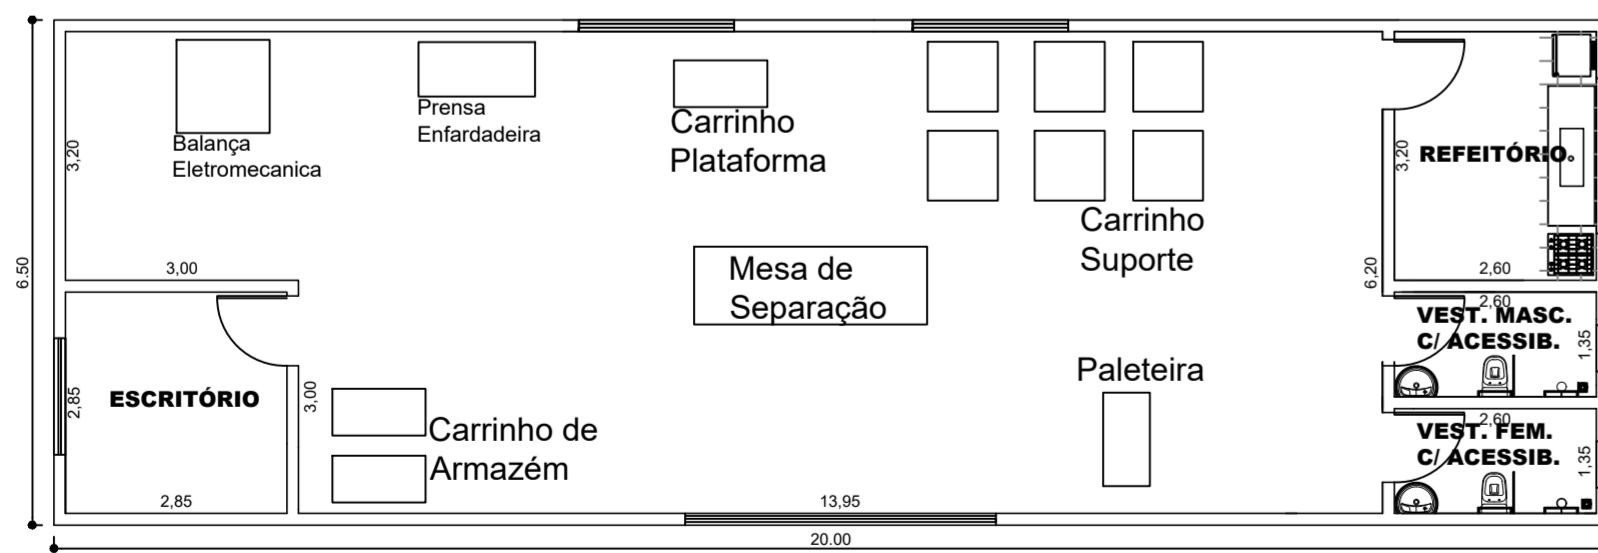 Balança
Eletromecanica
Prensa
Enfardadeira
Carrinho
Plataforma
Carrinho
Suporte
3,20
3,20
REFEITÓRIO
6.50
3,00
6,20
2,60
Mesa de
Separação
2,60
VEST. MASC.
C/ ACESSIB.
1,35
ESCRITÓRIO
2,85
3,00
Paleteira
Carrinho de
Armazém
2,60
VEST. FEM.
C/ ACESSIB.
1,35
2,85
13,95
20.00